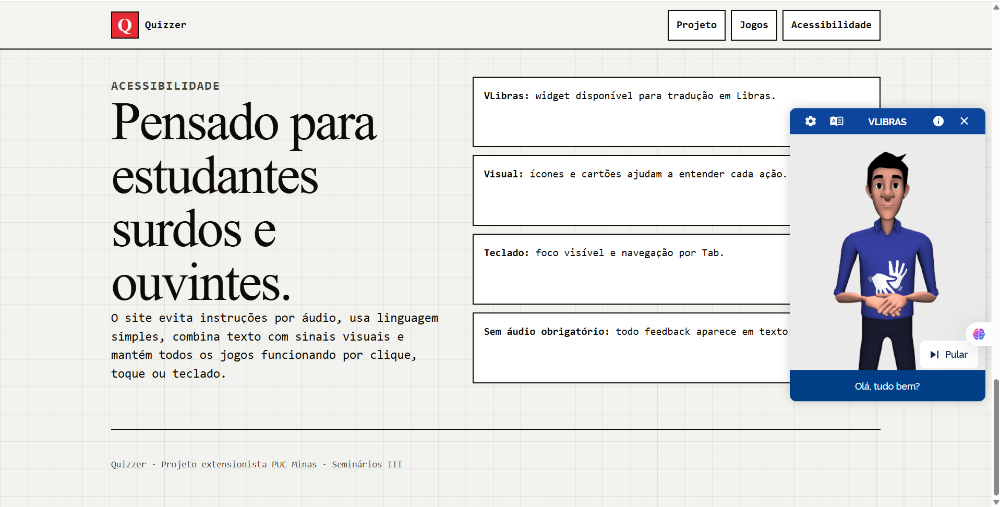 Q Quizzer
Projeto
Jogos
Acessibilidade
ACESSIBILIDADE
Pensado para
estudantes
surdos e
ouvintes.
O site evita instruções por áudio, usa linguagem
simples, combina texto com sinais visuais e
mantém todos os jogos funcionando por clique,
toque ou teclado.
VLibras: widget disponível para tradução em Libras.
Visual: ícones e cartões ajudam a entender cada ação.
Teclado: foco visível e navegação por Tab.
Sem áudio obrigatório: todo feedback aparece em texto
VLIBRAS
Pular
Olá, tudo bem?
Quizzer · Projeto extensionista PUC Minas · Seminários III